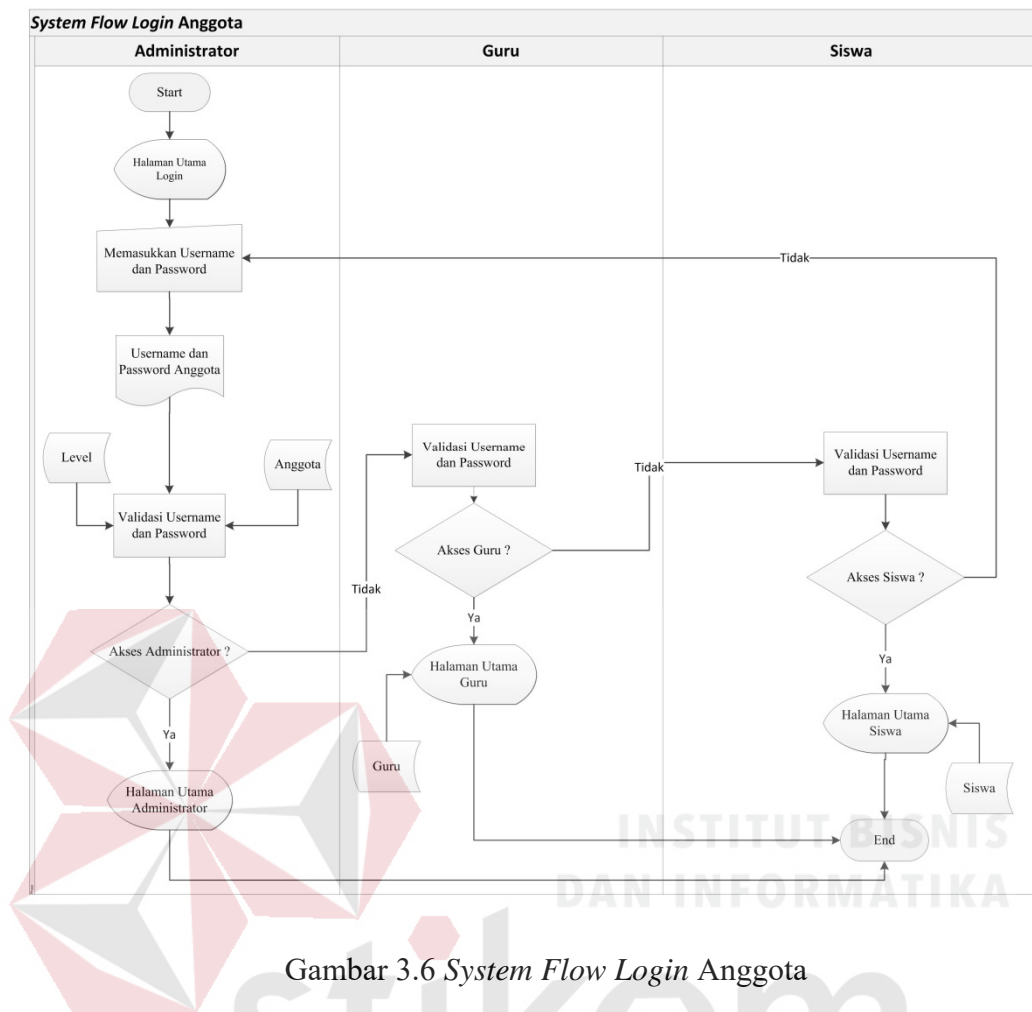 System Flow Login Anggota
Administrator
Guru
Siswa
Start
Halaman Utama
Login
Memasukkan Username
dan Password
Tidak
Username dan
Password Anggota
Level
Anggota
Validasi Username
dan Password
Validasi Username
dan Password
Tidak
Validasi Username
dan Password
Akses Guru ?
Akses Siswa ?
Tidak
Akses Administrator ?
Ya
Ya
Halaman Utama
Guru
Halaman Utama
Siswa
Ya
Guru
Siswa
Halaman Utama
Administrator
End
INSTITUT BISNIS
DAN INFORMATIKA
Gambar 3.6 System Flow Login Anggota
stikom